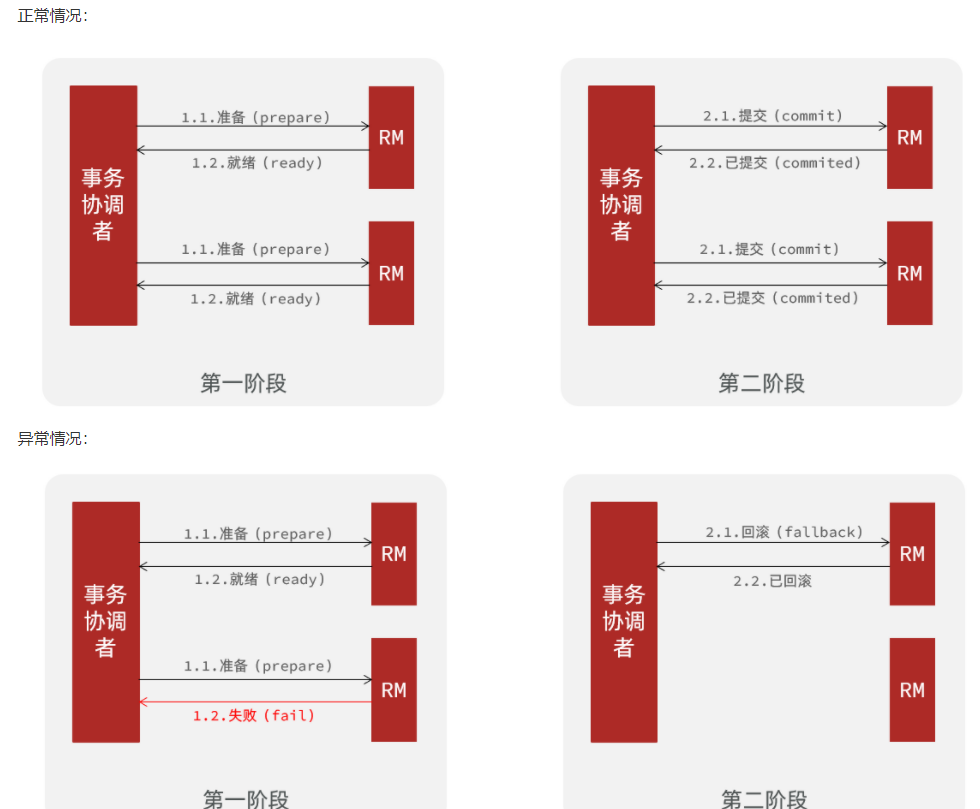 正常情况：
事务
协调
者
1.1.准备（prepare）
1.2.就绪（ready）
RM
1.1.准备（prepare）
1.2.就绪（ready）
RM
第一阶段
事务
协调
者
2.1.提交（commit）
2.2.已提交（commited）
RM
2.1.提交（commit）
2.2.已提交（commited）
RM
第二阶段
异常情况：
事务
协调
者
1.1.准备（prepare）
1.2.就绪（ready）
RM
1.1.准备（prepare）
1.2.失败（fail）
RM
第一阶段
事务
协调
者
2.1.回滚（fallback）
2.2.已回滚
RM
RM
第二阶段